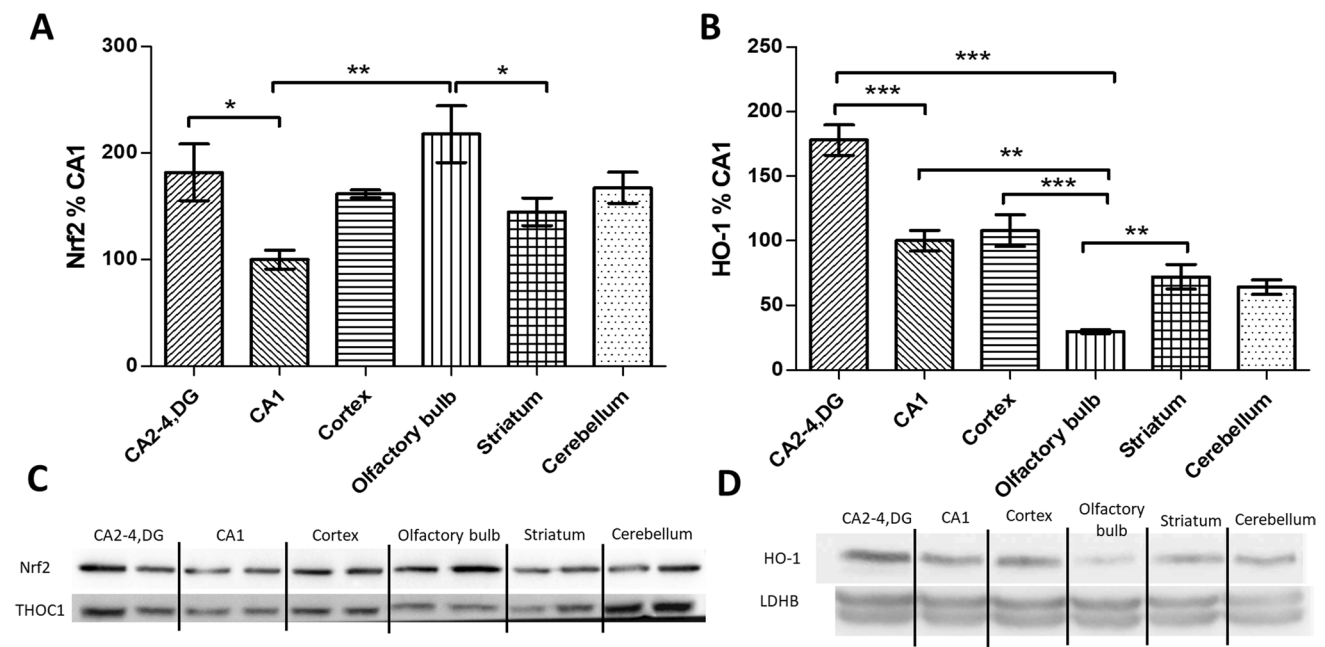 A
Nrf2 % CA1
300
200
100
0
*
**
*
CA2-4,DG
CA1
Cortex
Olfactory bulb
Striatum
Cerebellum
B
HO-1 % CA1
250
200
150
100
50
0
***
***
**
***
**
CA2-4,DG
CA1
Cortex
Olfactory bulb
Striatum
Cerebellum
C
CA2-4,DG CA1 Cortex Olfactory bulb Striatum Cerebellum
Nrf2
THOC1
D
CA2-4,DG CA1 Cortex Olfactory
bulb Striatum Cerebellum
HO-1
LDHB